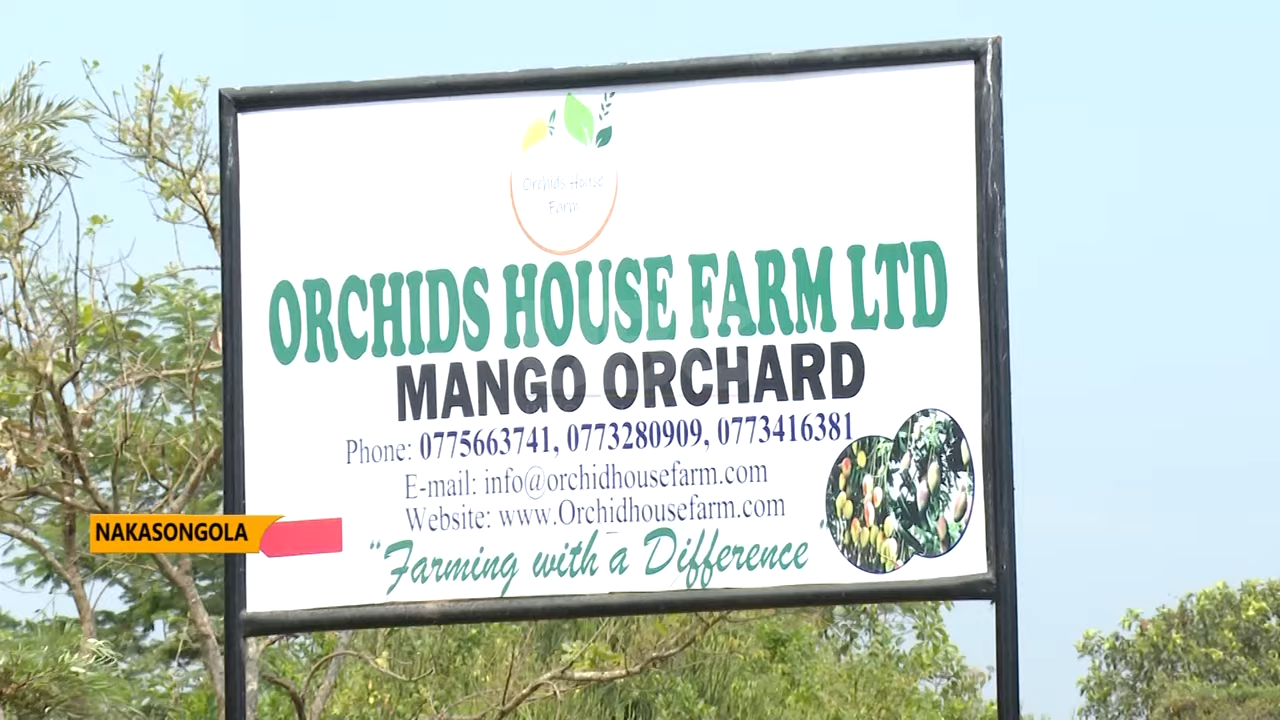 Orchids House
Farm
ORCHIDS HOUSE FARM LTD
MANGO ORCHARD
Phone: 0775663741, 0773280909, 0773416381
E-mail: info@orchidhousefarm.com
Website: www.Orchidhousefarm.com
"Farming with a Difference"
NAKASONGOLA